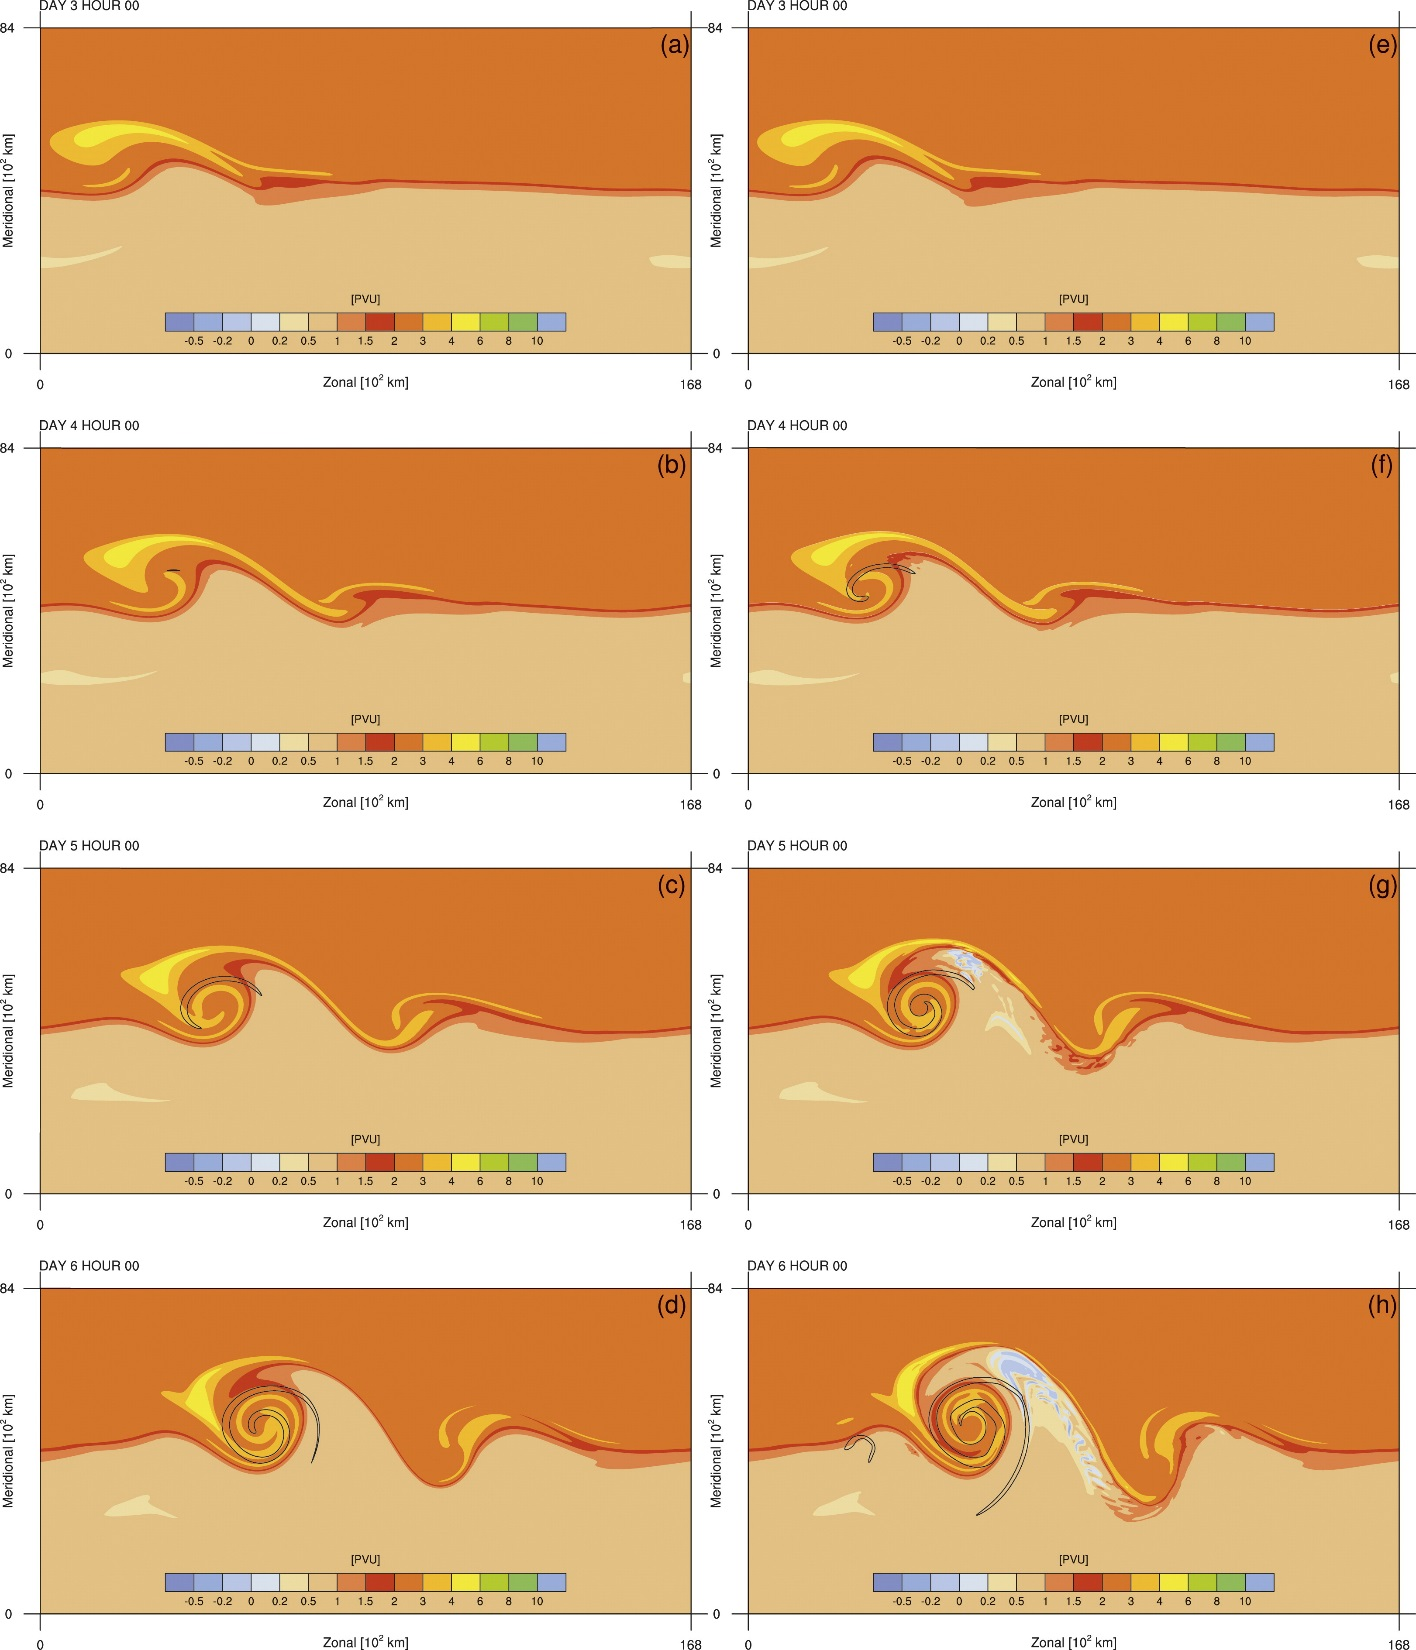 DAY 3 HOUR 00
84
(a)
Meridional [10² km]
[PVU]
-0.5 -0.2 0 0.2 0.5 1 1.5 2 3 4 6 8 10
0
0 Zonal [10² km] 168
DAY 3 HOUR 00
84
(e)
Meridional [10² km]
[PVU]
-0.5 -0.2 0 0.2 0.5 1 1.5 2 3 4 6 8 10
0
0 Zonal [10² km] 168
DAY 4 HOUR 00
84
(b)
Meridional [10² km]
[PVU]
-0.5 -0.2 0 0.2 0.5 1 1.5 2 3 4 6 8 10
0
0 Zonal [10² km] 168
DAY 4 HOUR 00
84
(f)
Meridional [10² km]
[PVU]
-0.5 -0.2 0 0.2 0.5 1 1.5 2 3 4 6 8 10
0
0 Zonal [10² km] 168
DAY 5 HOUR 00
84
(c)
Meridional [10² km]
[PVU]
-0.5 -0.2 0 0.2 0.5 1 1.5 2 3 4 6 8 10
0
0 Zonal [10² km] 168
DAY 5 HOUR 00
84
(g)
Meridional [10² km]
[PVU]
-0.5 -0.2 0 0.2 0.5 1 1.5 2 3 4 6 8 10
0
0 Zonal [10² km] 168
DAY 6 HOUR 00
84
(d)
Meridional [10² km]
[PVU]
-0.5 -0.2 0 0.2 0.5 1 1.5 2 3 4 6 8 10
0
0 Zonal [10² km] 168
DAY 6 HOUR 00
84
(h)
Meridional [10² km]
[PVU]
-0.5 -0.2 0 0.2 0.5 1 1.5 2 3 4 6 8 10
0
0 Zonal [10² km] 168